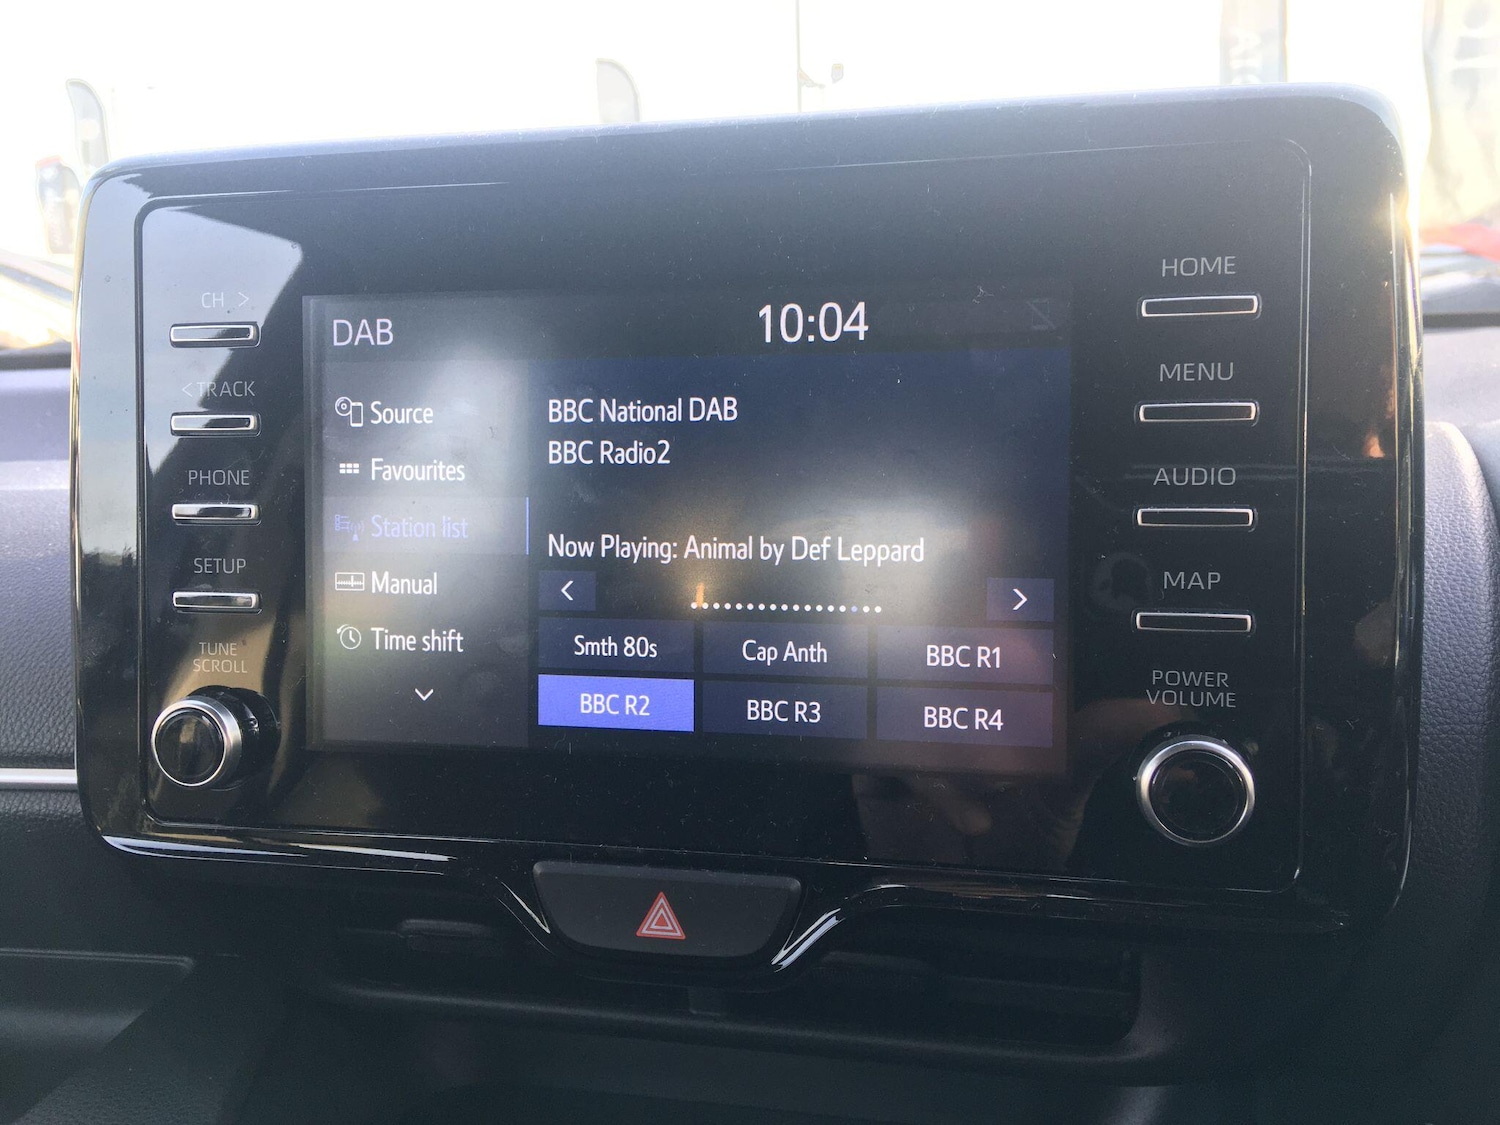 CH >
< TRACK
PHONE
SETUP
TUNE
SCROLL
DAB
10:04
Source
Favourites
Station list
Manual
Time shift
BBC National DAB
BBC Radio2
Now Playing: Animal by Def Leppard
< >
Smth 80s Cap Anth BBC R1
BBC R2 BBC R3 BBC R4
HOME
MENU
AUDIO
MAP
POWER
VOLUME